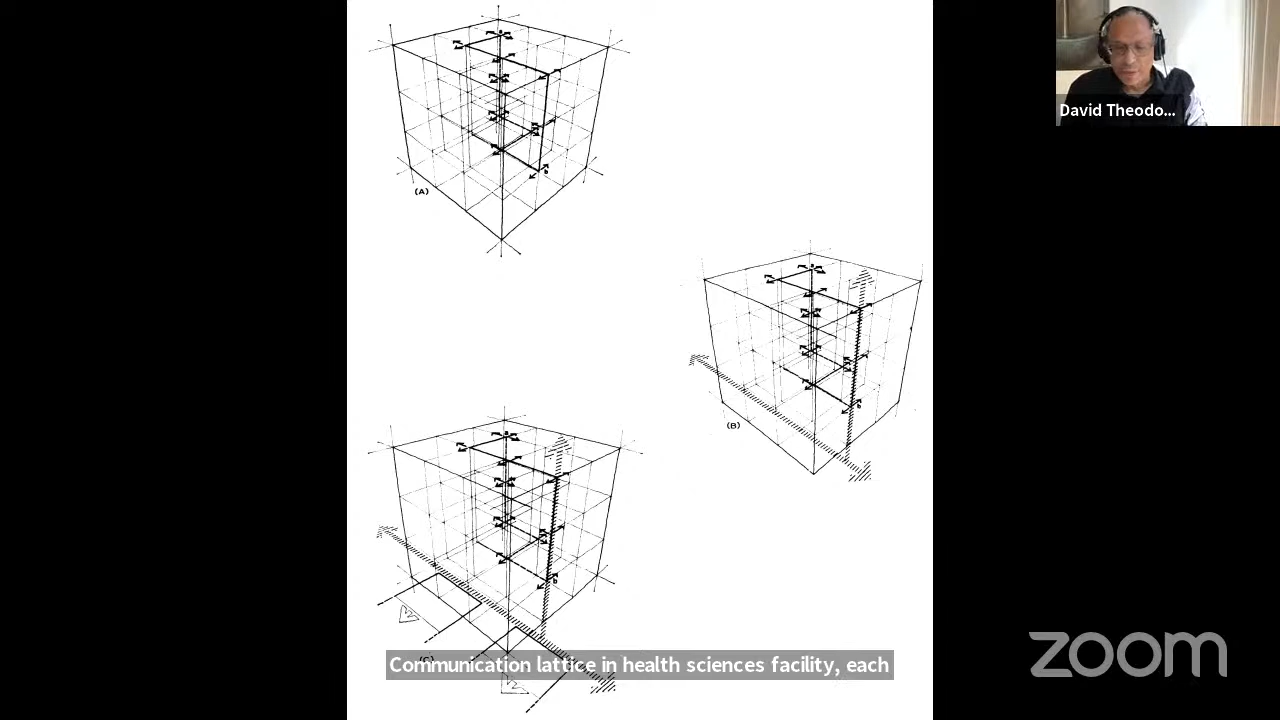 David Theodo...
a
b
(A)
a
b
(B)
a
b
(C)
Communication lattice in health sciences facility, each
zoom